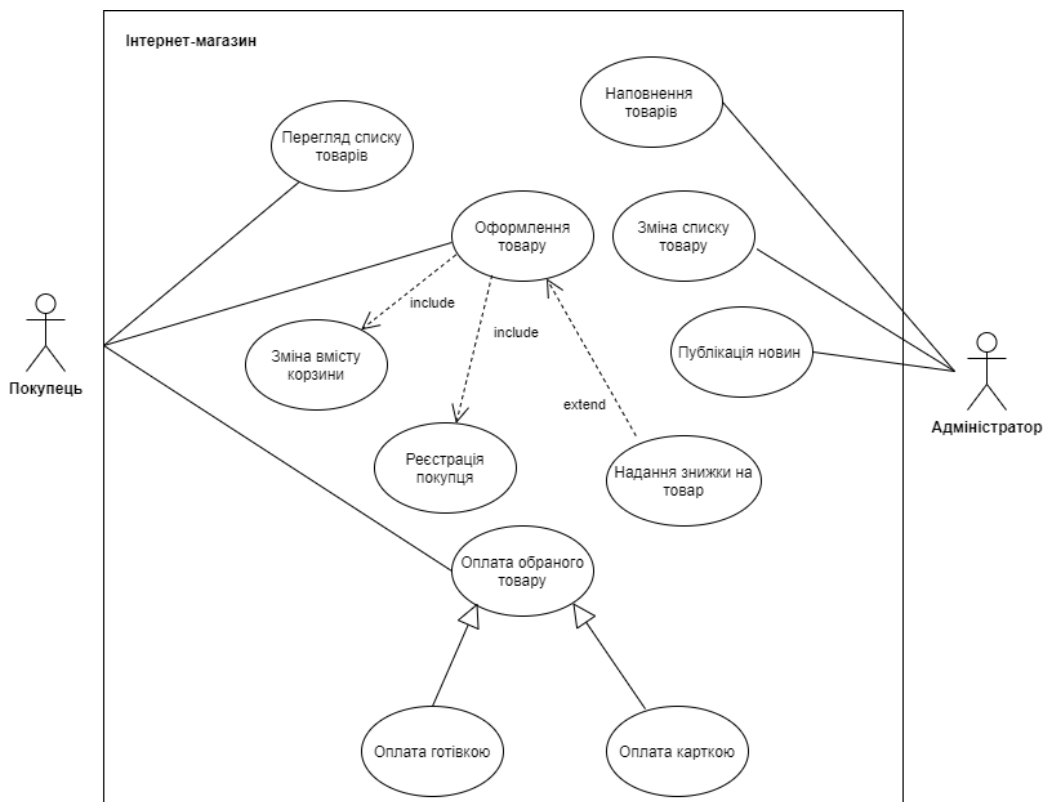 Інтернет-магазин
Наповнення
товарів
Перегляд списку
товарів
Оформлення
товару
Зміна списку
товару
include
include
Зміна вмісту
корзини
Публікація новин
Покупець
extend
Адміністратор
Реєстрація
покупця
Надання знижки на
товар
Оплата обраного
товару
Оплата готівкою
Оплата карткою